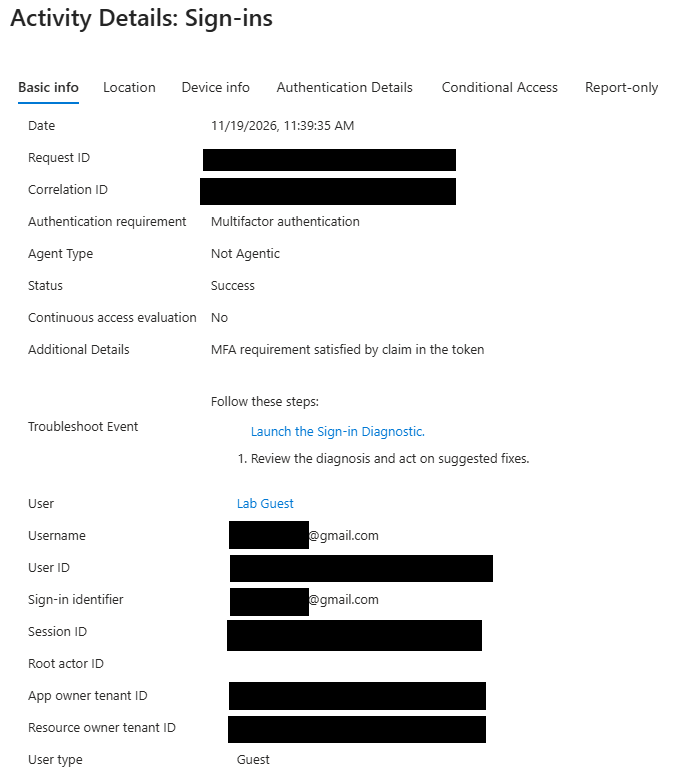 Activity Details: Sign-ins
Basic info Location Device info Authentication Details Conditional Access Report-only
Date 11/19/2026, 11:39:35 AM
Request ID
Correlation ID
Authentication requirement Multifactor authentication
Agent Type Not Agentic
Status Success
Continuous access evaluation No
Additional Details MFA requirement satisfied by claim in the token
Follow these steps:
Troubleshoot Event
Launch the Sign-in Diagnostic.
1. Review the diagnosis and act on suggested fixes.
User Lab Guest
Username @gmail.com
User ID
Sign-in identifier @gmail.com
Session ID
Root actor ID
App owner tenant ID
Resource owner tenant ID
User type Guest